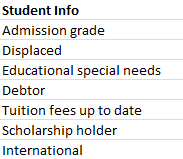 Student Info
Admission grade
Displaced
Educational special needs
Debtor
Tuition fees up to date
Scholarship holder
International